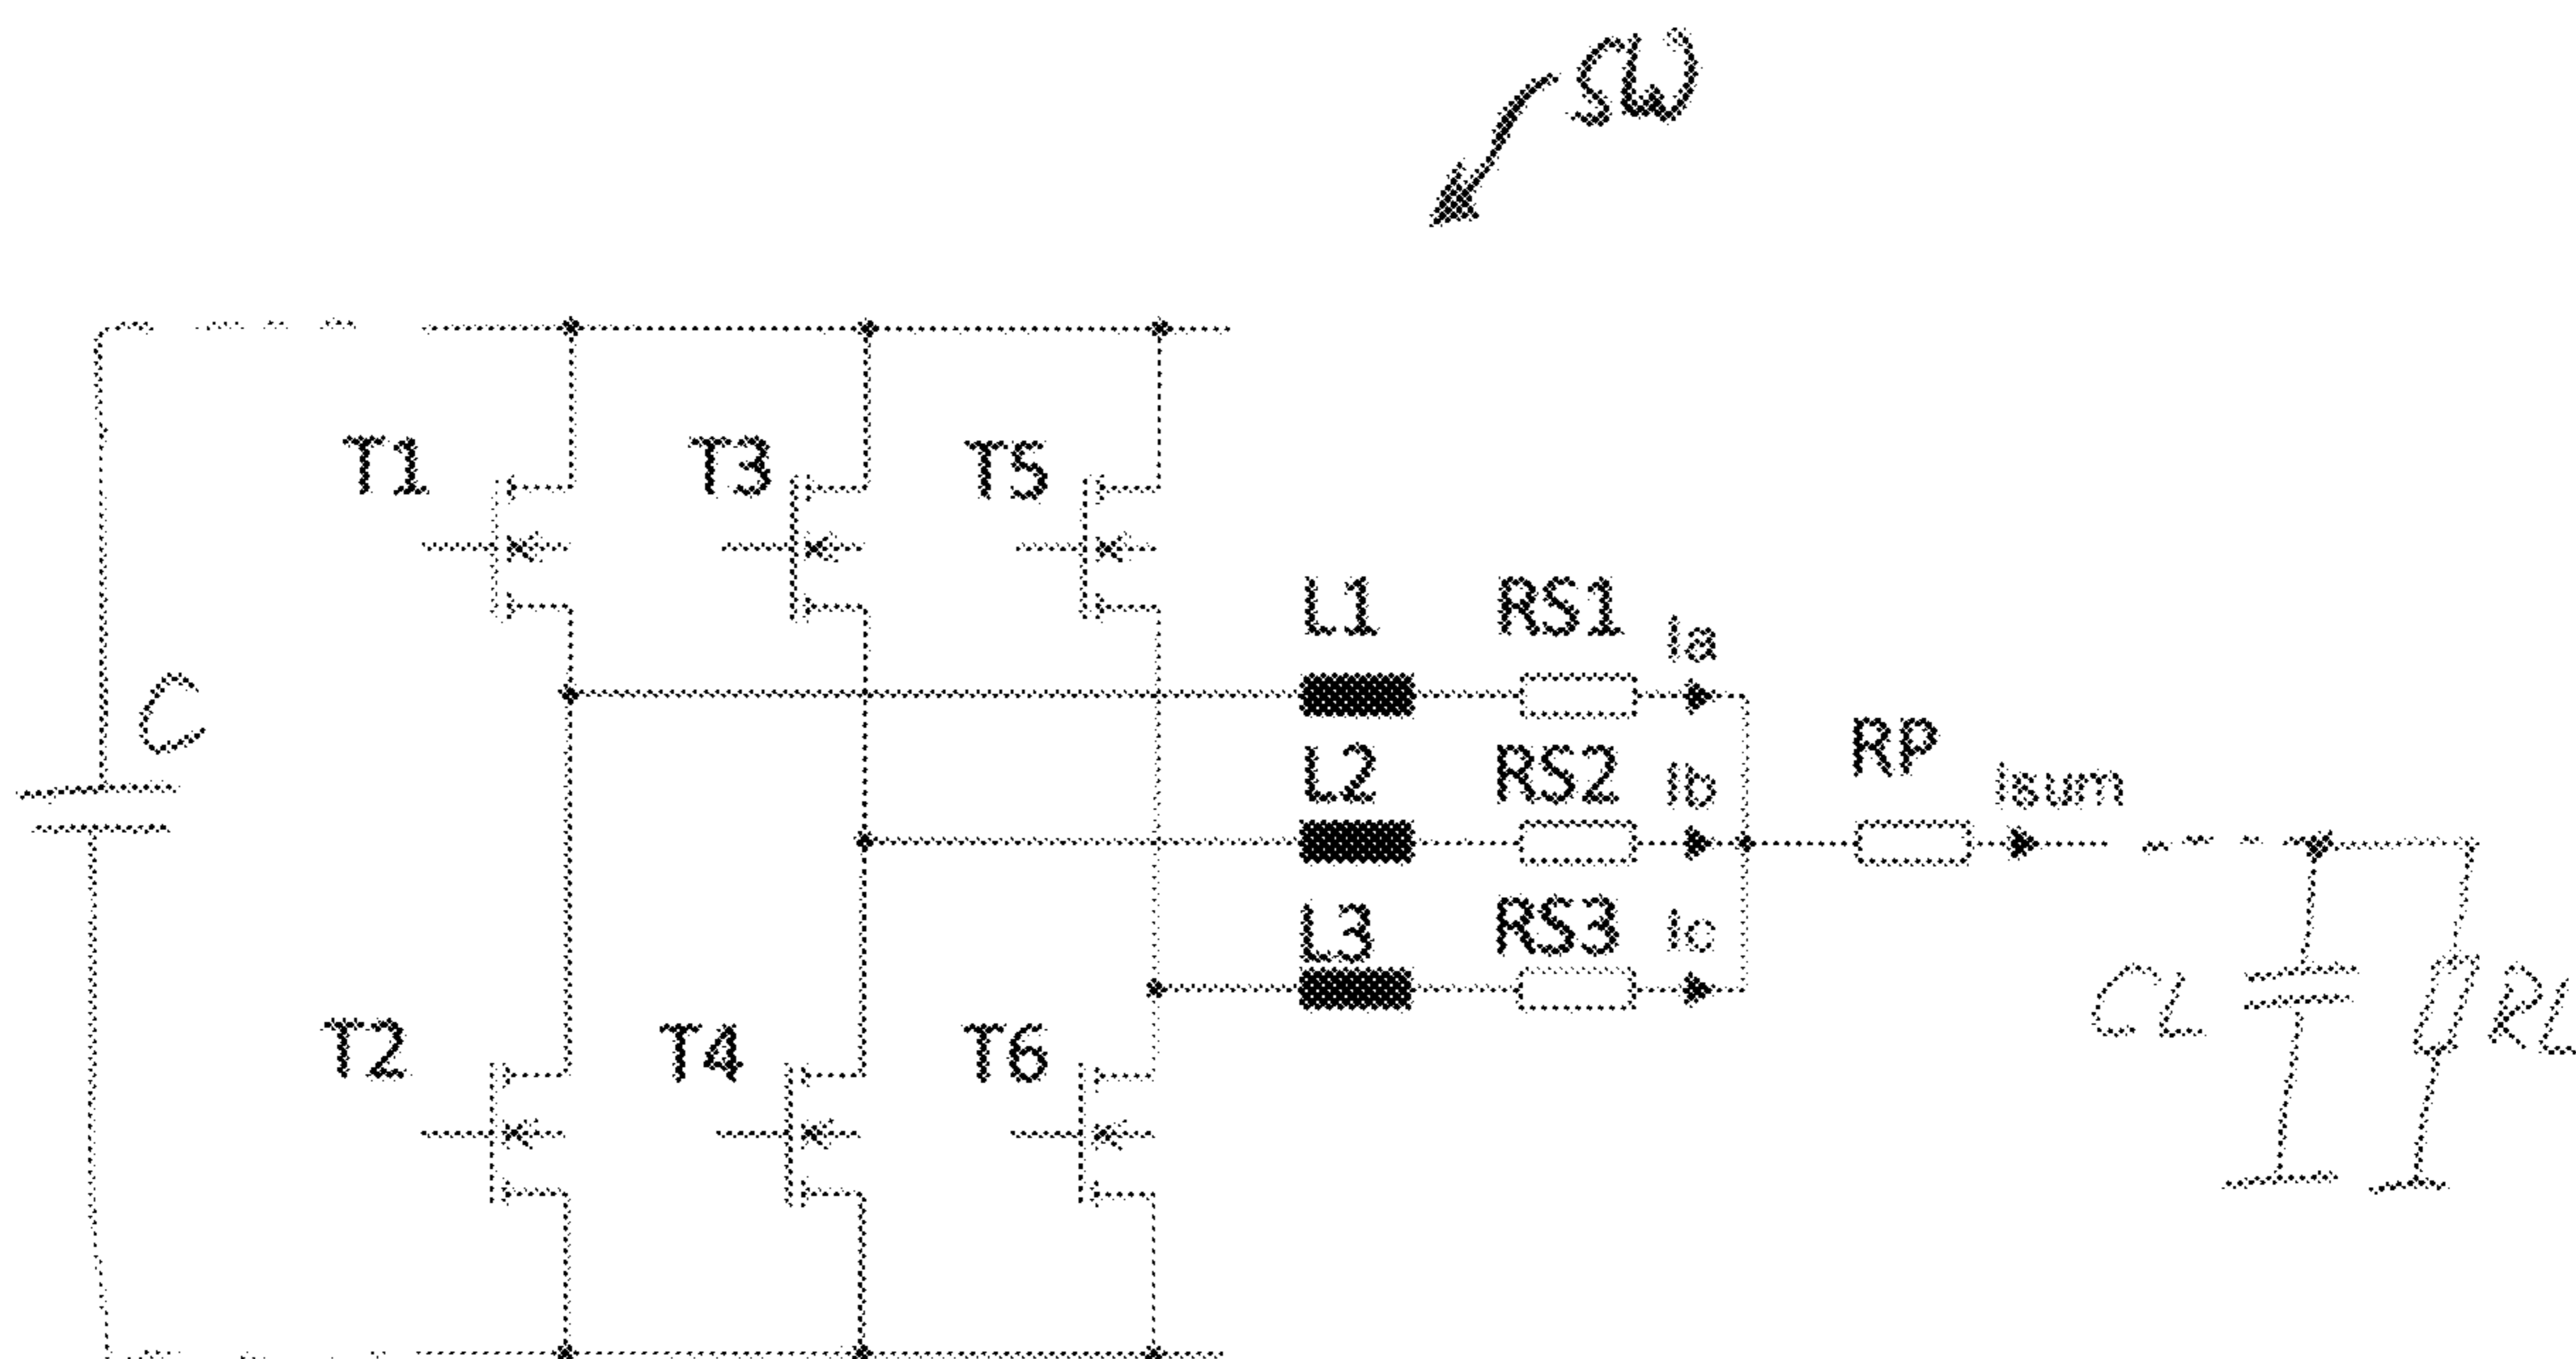 SW
T1 T3 T5
L1 RS1 Ia
C
L2 RS2 Ib RP Isum
L3 RS3 Ic
CL RL
T2 T4 T6